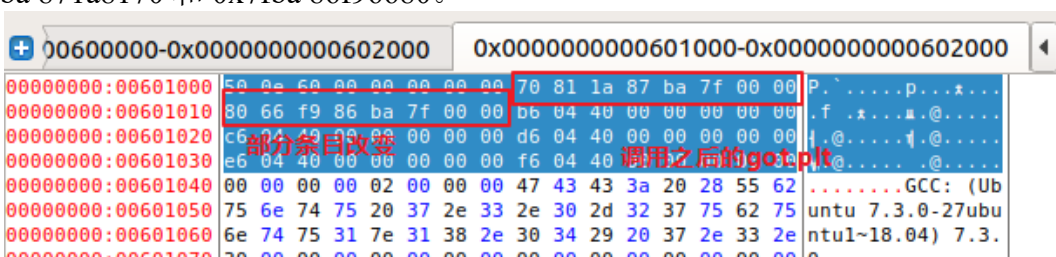 0x7fba 86f96680。
00600000-0x0000000000602000
0x0000000000601000-0x0000000000602000
00000000:00601000 50 0e 60 00 00 00 00 00 70 81 1a 87 ba 7f 00 00 P.`.....p.......
00000000:00601010 80 66 f9 86 ba 7f 00 00 b6 04 40 00 00 00 00 00 .f........@.....
00000000:00601020 c6 04 40 00 00 00 00 00 d6 04 40 00 00 00 00 00 ..@.......@.....
部分条目改变
00000000:00601030 e6 04 40 00 00 00 00 00 f6 04 40 00 00 00 00 00 ..@.......@.....
调用之后的got.plt
00000000:00601040 00 00 00 00 02 00 00 00 47 43 43 3a 20 28 55 62 ........GCC: (Ub
00000000:00601050 75 6e 74 75 20 37 2e 33 2e 30 2d 32 37 75 62 75 untu 7.3.0-27ubu
00000000:00601060 6e 74 75 31 7e 31 38 2e 30 34 29 20 37 2e 33 2e ntu1~18.04) 7.3.